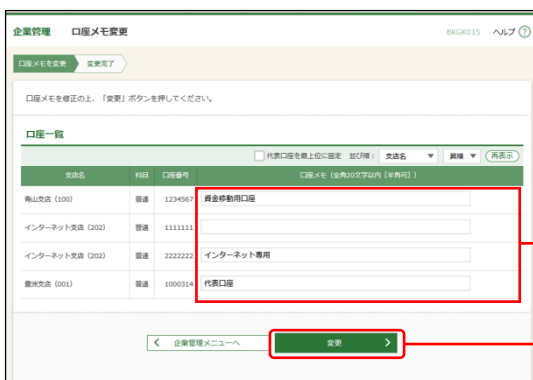 企業管理 口座メモ変更 BKGK015 ヘルプ ?
口座メモを変更 変更完了
口座メモを修正の上、「変更」ボタンを押してください。
口座一覧
代表口座を最上位に固定 並び順： 支店名 ▼ 昇順 ▼ 再表示
支店名 科目 口座番号 口座メモ（全角20文字以内［半角可］）
青山支店（100） 普通 1234567 資金移動用口座
インターネット支店（202） 普通 1111111
インターネット支店（202） 普通 2222222 インターネット専用
豊洲支店（001） 普通 1000314 代表口座
企業管理メニューへ 変更